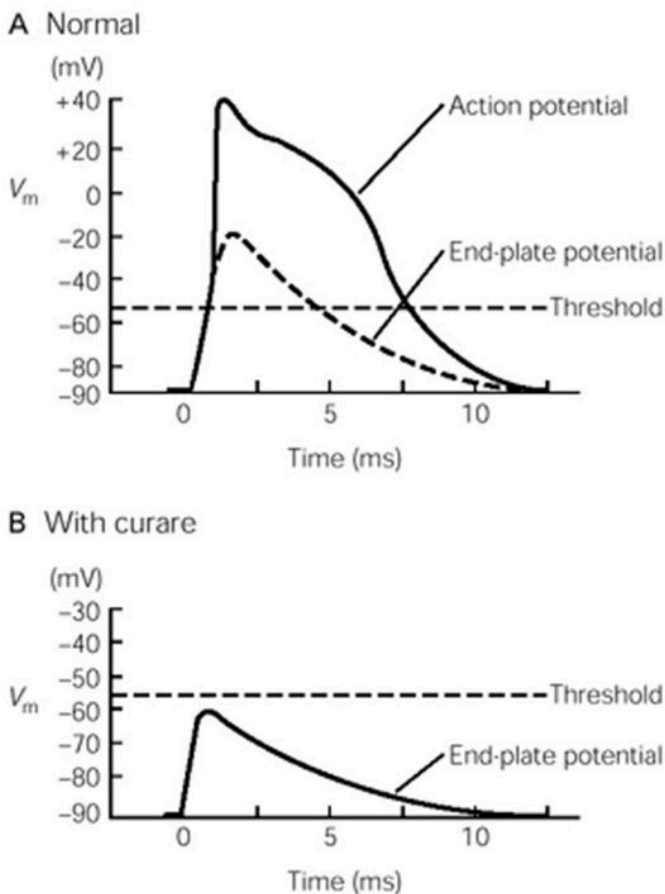 A Normal
(mV)
+40
Action potential
+20
Vm
0
−20
End-plate potential
−40
Threshold
−60
−80
−90
0 5 10
Time (ms)
B With curare
(mV)
−30
−40
−50
Vm
Threshold
−60
−70
End-plate potential
−80
−90
0 5 10
Time (ms)